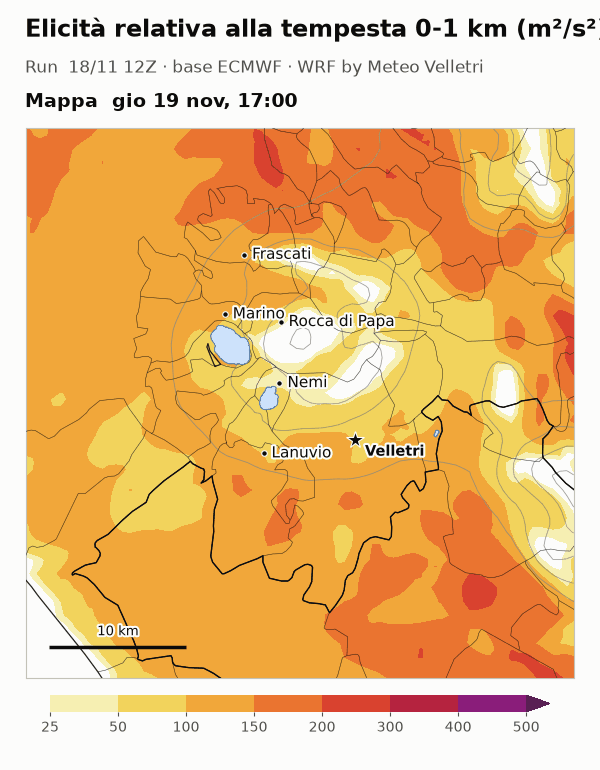 Elicità relativa alla tempesta 0-1 km (m²/s²)
Run  18/11 12Z · base ECMWF · WRF by Meteo Velletri
Mappa  gio 19 nov, 17:00
Frascati
Marino
Rocca di Papa
Nemi
Velletri
Lanuvio
10 km
25 50 100 150 200 300 400 500